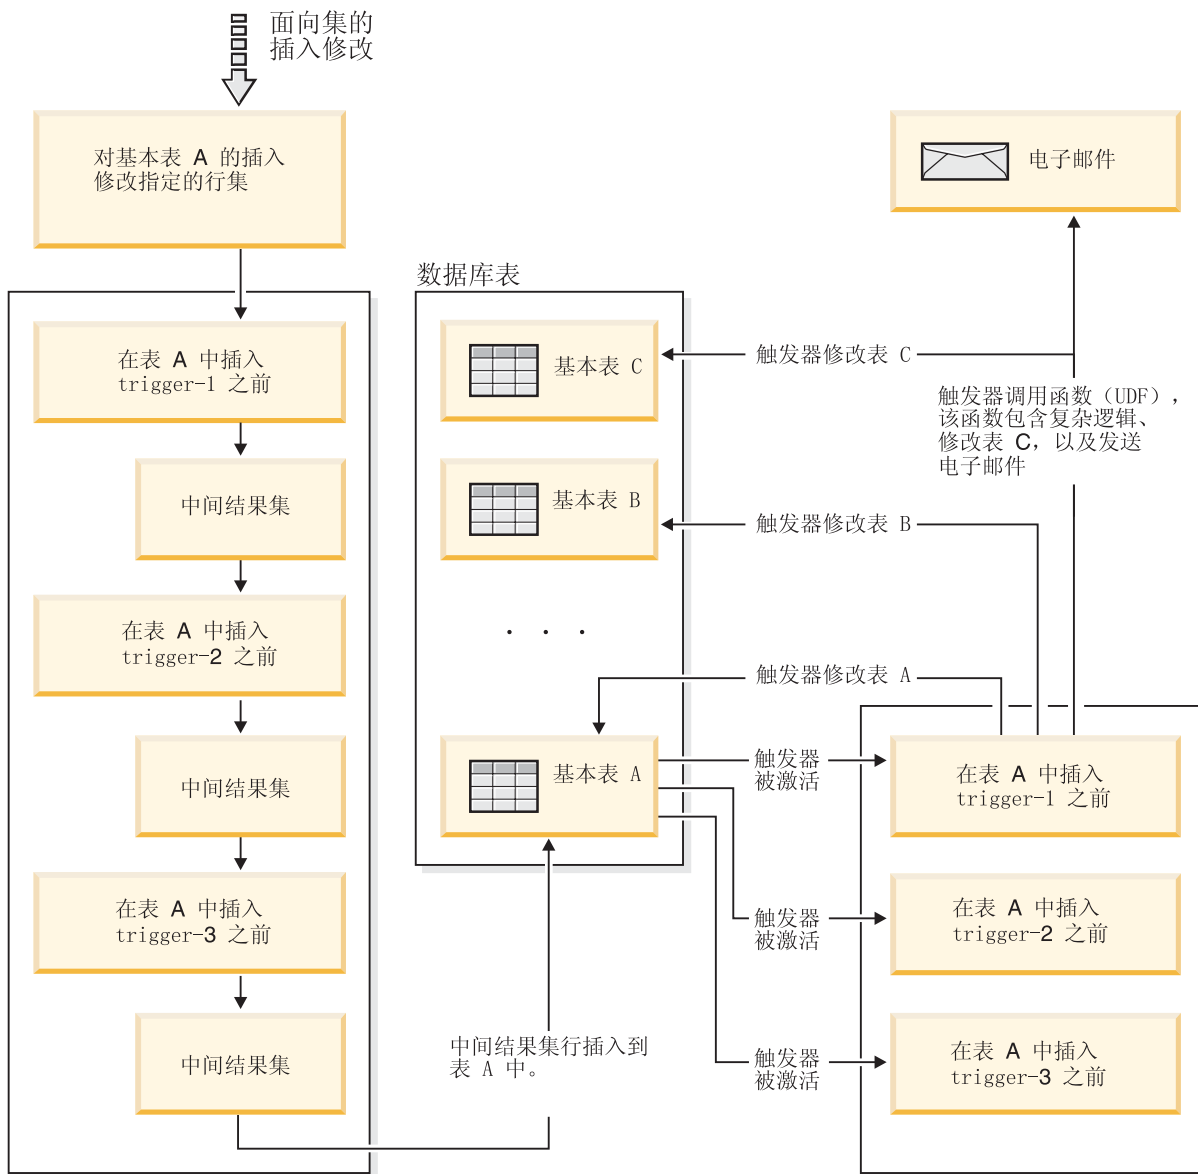 面向集的
插入修改
对基本表 A 的插入
修改指定的行集
电子邮件
数据库表
在表 A 中插入
trigger-1 之前
基本表 C
触发器修改表 C
触发器调用函数（UDF），
该函数包含复杂逻辑、
修改表 C，以及发送
电子邮件
中间结果集
基本表 B
触发器修改表 B
在表 A 中插入
trigger-2 之前
. . .
触发器修改表 A
中间结果集
基本表 A
触发器
被激活
在表 A 中插入
trigger-1 之前
在表 A 中插入
trigger-3 之前
触发器
被激活
在表 A 中插入
trigger-2 之前
中间结果集
中间结果集行插入到
表 A 中。
触发器
被激活
在表 A 中插入
trigger-3 之前